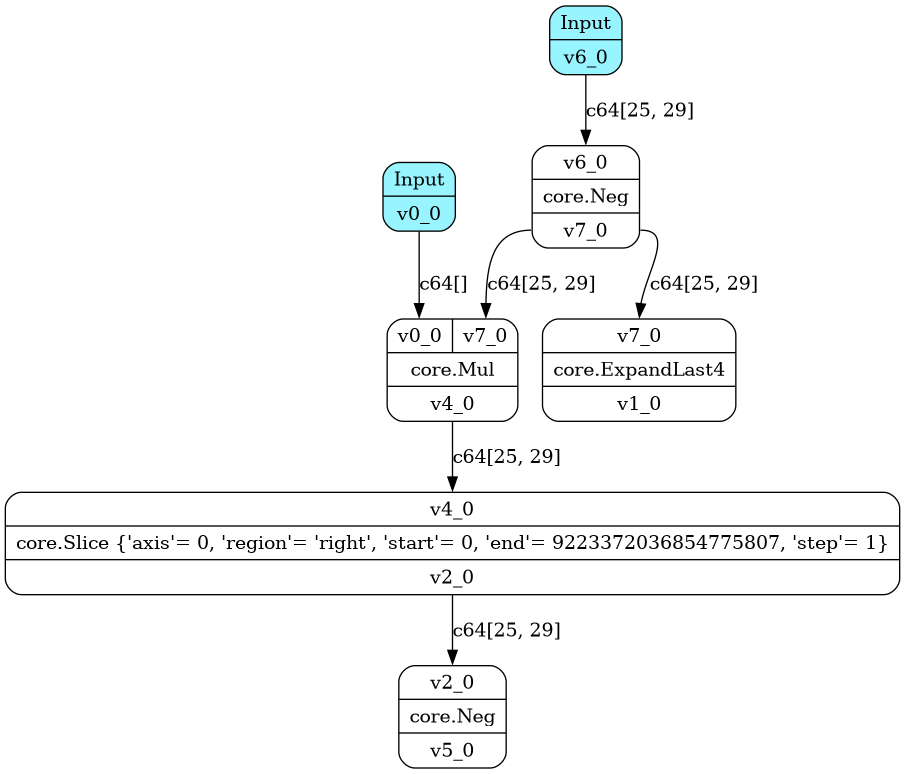 Input
v6_0
c64[25, 29]
v6_0
core.Neg
v7_0
Input
v0_0
c64[]
c64[25, 29]
c64[25, 29]
v0_0 v7_0
core.Mul
v4_0
v7_0
core.ExpandLast4
v1_0
c64[25, 29]
v4_0
core.Slice {'axis'= 0, 'region'= 'right', 'start'= 0, 'end'= 9223372036854775807, 'step'= 1}
v2_0
c64[25, 29]
v2_0
core.Neg
v5_0